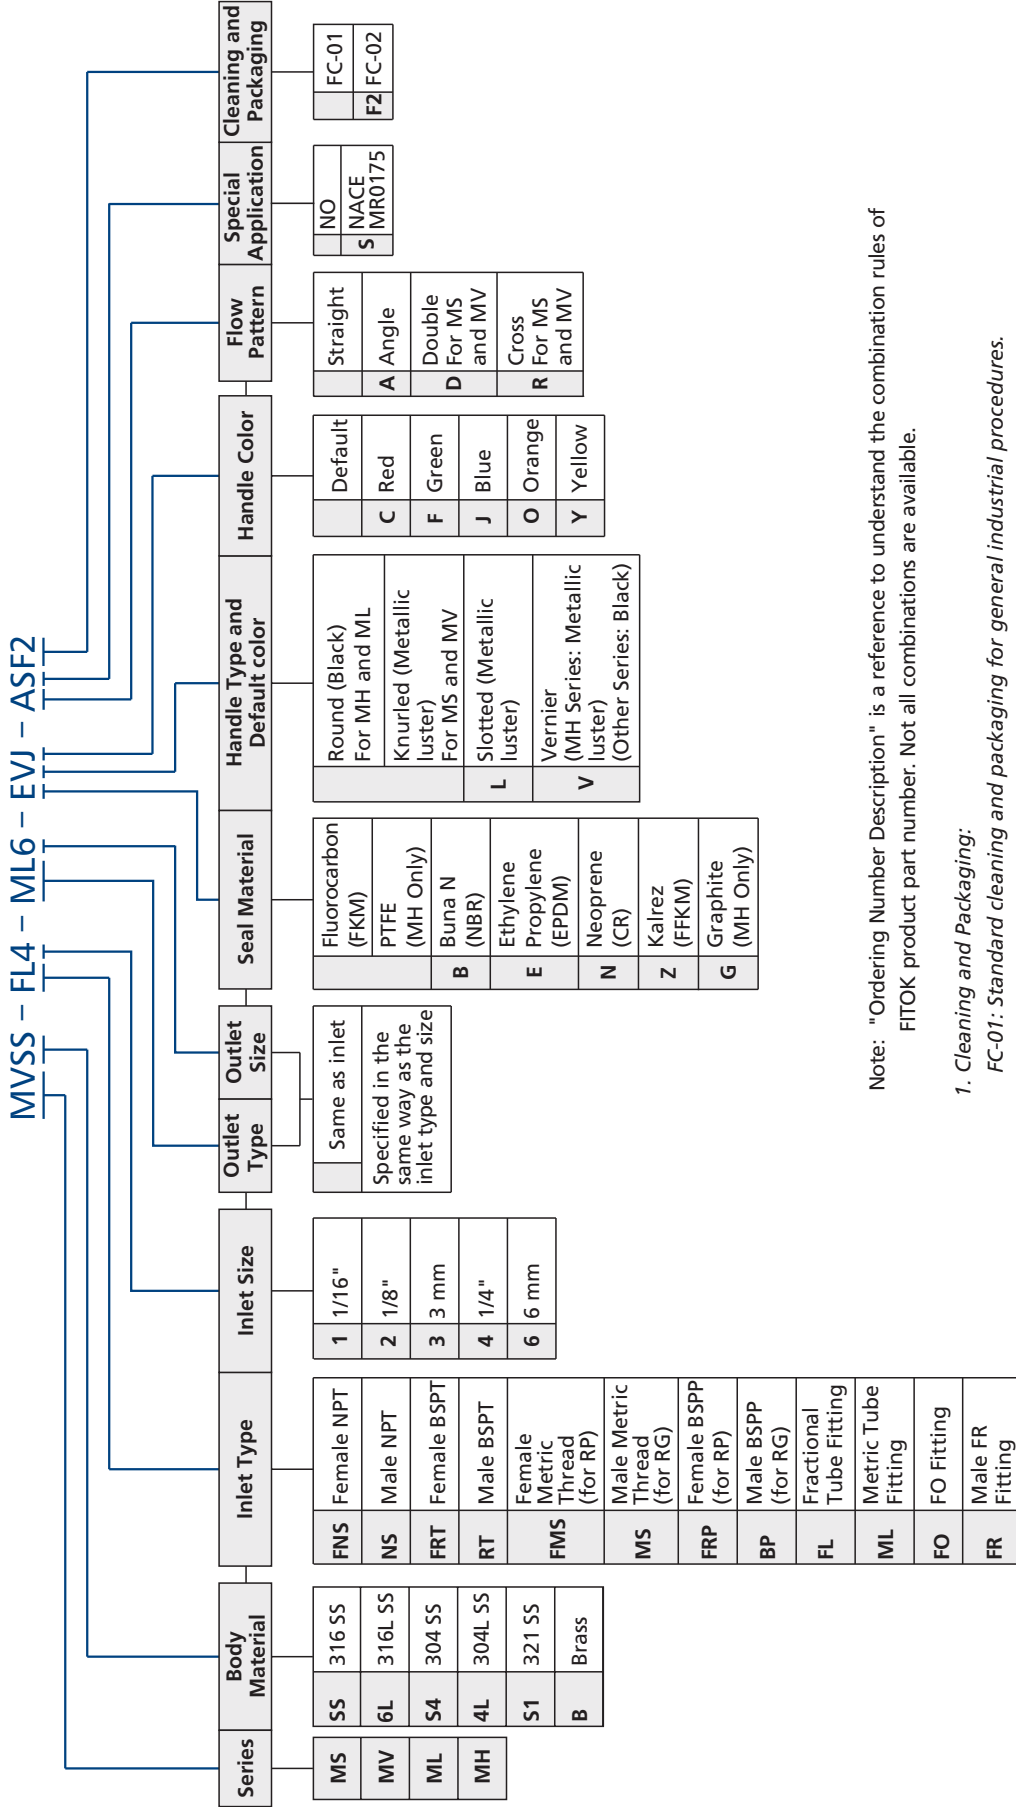 MVSS – FL4 – ML6 – EVJ – ASF2
Series
MS
MV
ML
MH
Body
Material
SS 316 SS
6L 316L SS
S4 304 SS
4L 304L SS
S1 321 SS
B Brass
Inlet Type
FNS Female NPT
NS Male NPT
FRT Female BSPT
RT Male BSPT
FMS Female
Metric
Thread
(for RP)
MS Male Metric
Thread
(for RG)
FRP Female BSPP
(for RP)
BP Male BSPP
(for RG)
FL Fractional
Tube Fitting
ML Metric Tube
Fitting
FO FO Fitting
FR Male FR
Fitting
Inlet Size
1 1/16"
2 1/8"
3 3 mm
4 1/4"
6 6 mm
Outlet
Type
Outlet
Size
Same as inlet
Specified in the
same way as the
inlet type and size
Seal Material
Fluorocarbon
(FKM)
PTFE
(MH Only)
B Buna N
(NBR)
E Ethylene
Propylene
(EPDM)
N Neoprene
(CR)
Z Kalrez
(FFKM)
G Graphite
(MH Only)
Handle Type and
Default color
Round (Black)
For MH and ML
Knurled (Metallic
luster)
For MS and MV
L Slotted (Metallic
luster)
V Vernier
(MH Series: Metallic
luster)
(Other Series: Black)
Handle Color
Default
C Red
F Green
J Blue
O Orange
Y Yellow
Flow
Pattern
Straight
A Angle
D Double
For MS
and MV
R Cross
For MS
and MV
Special
Application
NO
S NACE
MR0175
Cleaning and
Packaging
FC-01
F2 FC-02
Note: "Ordering Number Description" is a reference to understand the combination rules of
FITOK product part number. Not all combinations are available.
1. Cleaning and Packaging:
FC-01: Standard cleaning and packaging for general industrial procedures.